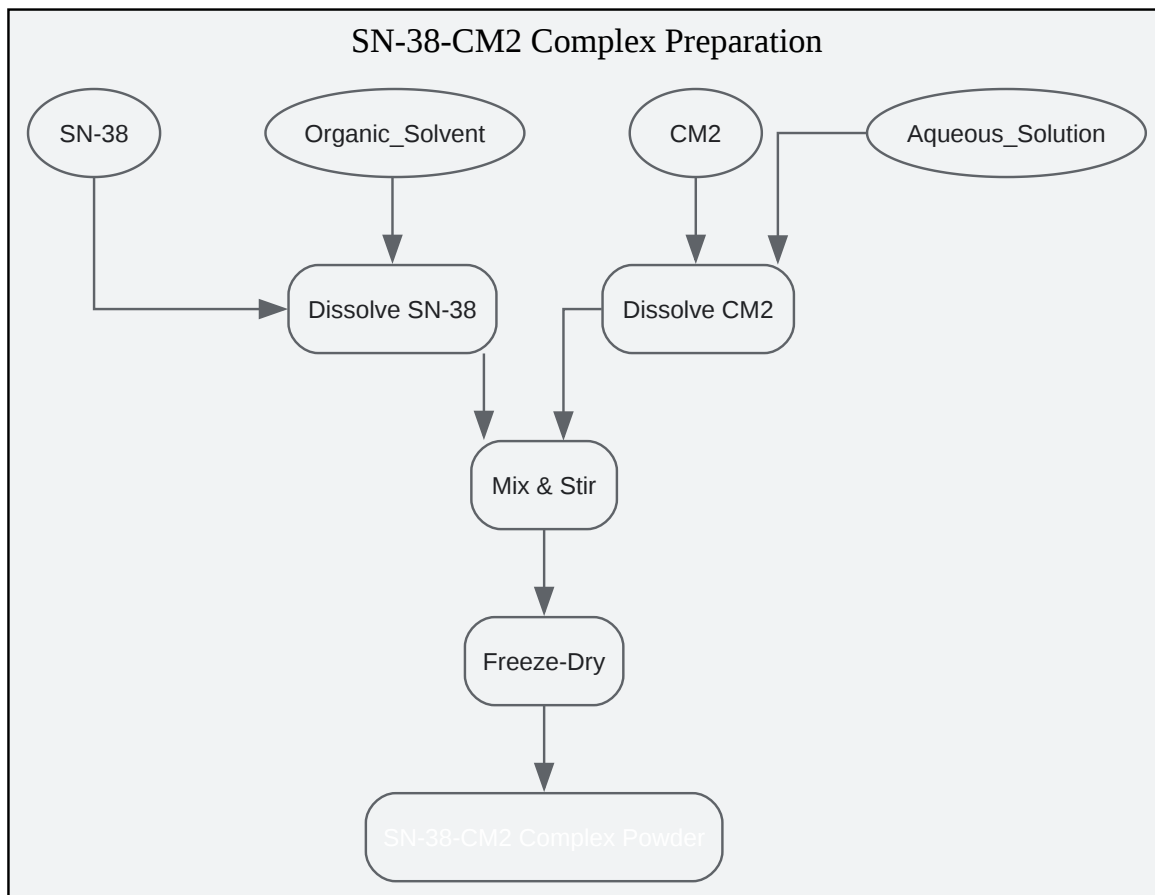 SN-38-CM2 Complex Preparation
SN-38
Organic_Solvent
CM2
Aqueous_Solution
Dissolve SN-38
Dissolve CM2
Mix & Stir
Freeze-Dry
SN-38-CM2 Complex Powder